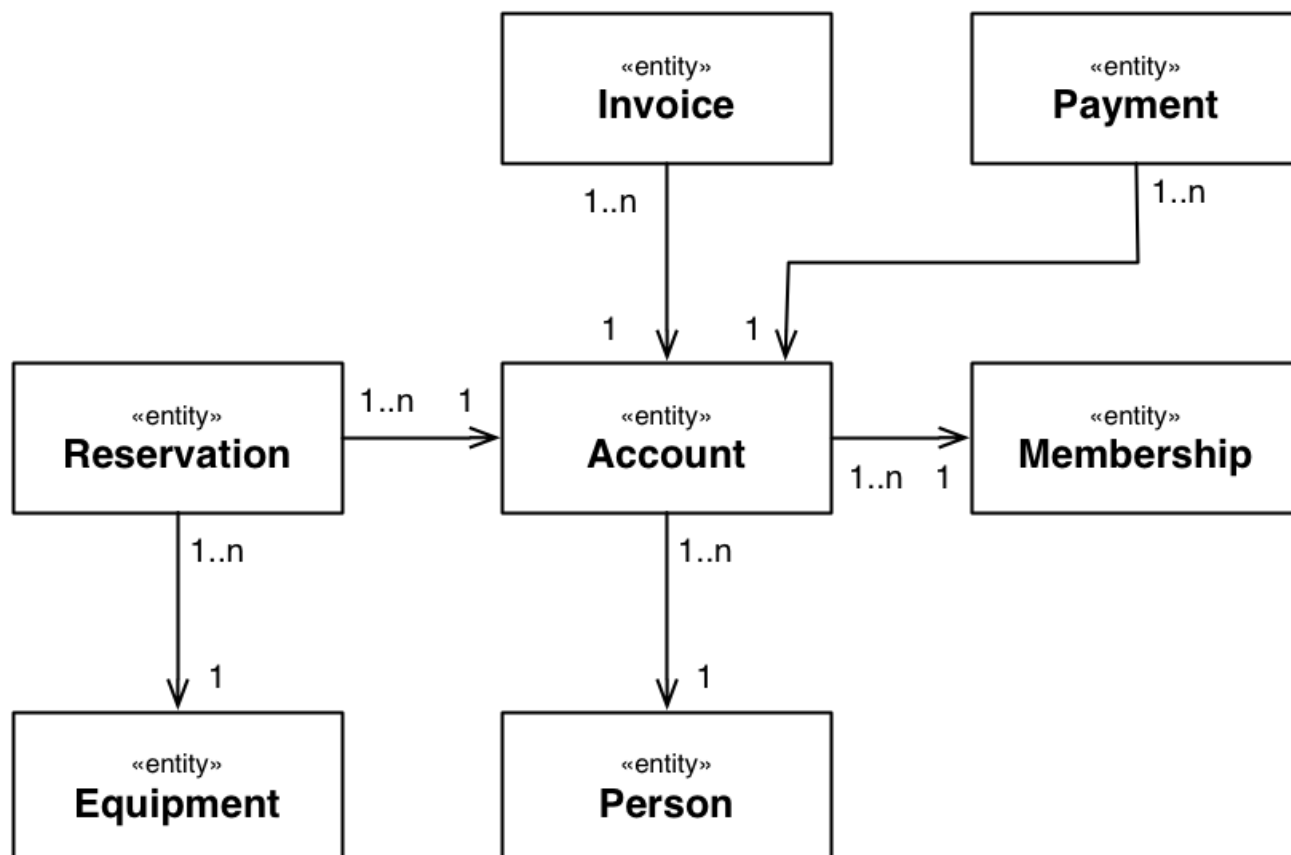 «entity»
Invoice
«entity»
Payment
1..n
1..n
1
1
«entity»
Reservation
1..n
1
«entity»
Account
1..n
1
«entity»
Membership
1..n
1..n
1
1
«entity»
Equipment
«entity»
Person